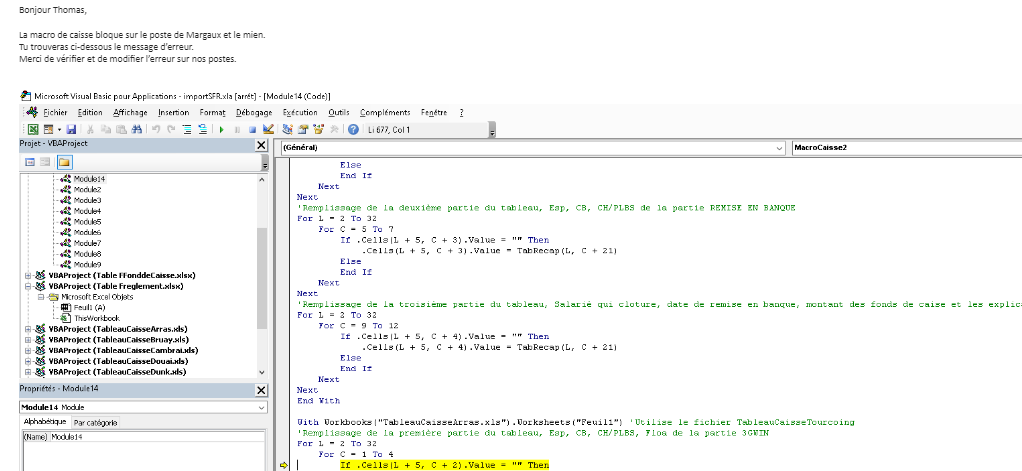 Bonjour Thomas,
La macro de caisse bloque sur le poste de Margaux et le mien.
Tu trouveras ci-dessous le message d'erreur.
Merci de vérifier et de modifier l'erreur sur nos postes.
Microsoft Visual Basic pour Applications - importSFR.xla [arrêt] - [Module14 (Code)]
Fichier Edition Affichage Insertion Format Débogage Exécution Outils Compléments Fenêtre ?
Li 677, Col 1
Projet - VBAProject
(Général)
MacroCaisse2
Module14
Module2
Module3
Module4
Module5
Module6
Module7
Module8
Module9
VBAProject (Table FFonddeCaisse.xlsx)
VBAProject (Table Freglement.xlsx)
Microsoft Excel Objets
Feuil1 (A)
ThisWorkbook
VBAProject (TableauCaisseArras.xls)
VBAProject (TableauCaisseBruay.xls)
VBAProject (TableauCaisseCambrai.xls)
VBAProject (TableauCaisseDouai.xls)
VBAProject (TableauCaisseDunk.xls)
Propriétés - Module14
Module14 Module
Alphabétique Par catégorie
(Name) Module14
Else
End If
Next
Next
'Remplissage de la deuxième partie du tableau, Esp, CB, CH/PLBS de la partie REMISE EN BANQUE
For L = 2 To 32
For C = 5 To 7
If .Cells(L + 5, C + 3).Value = "" Then
.Cells(L + 5, C + 3).Value = TabRecap(L, C + 21)
Else
End If
Next
Next
'Remplissage de la troisième partie du tableau, Salarié qui cloture, date de remise en banque, montant des fonds de caise et les explic
For L = 2 To 32
For C = 9 To 12
If .Cells(L + 5, C + 4).Value = "" Then
.Cells(L + 5, C + 4).Value = TabRecap(L, C + 21)
Else
End If
Next
Next
End With
With Workbooks("TableauCaisseArras.xls").Worksheets("Feuil1") 'Utilise le fichier TableauCaisseTourcoing
'Remplissage de la première partie du tableau, Esp, CB, CH/PLBS, Floa de la partie 3GWIN
For L = 2 To 32
For C = 1 To 4
If .Cells(L + 5, C + 2).Value = "" Then